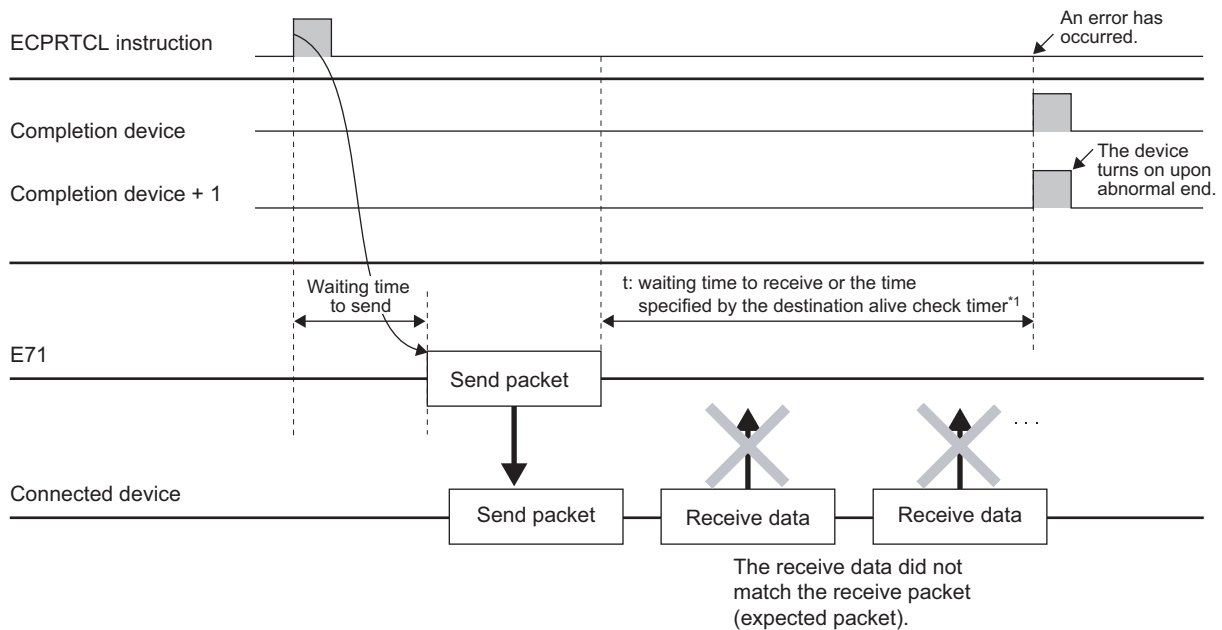 An error has
occurred.
ECPRTCL instruction
Completion device
The device
turns on upon
abnormal end.
Completion device + 1
Waiting time
to send
t: waiting time to receive or the time
specified by the destination alive check timer*1
E71
Send packet
. . .
Connected device
Send packet
Receive data
Receive data
The receive data did not
match the receive packet
(expected packet).